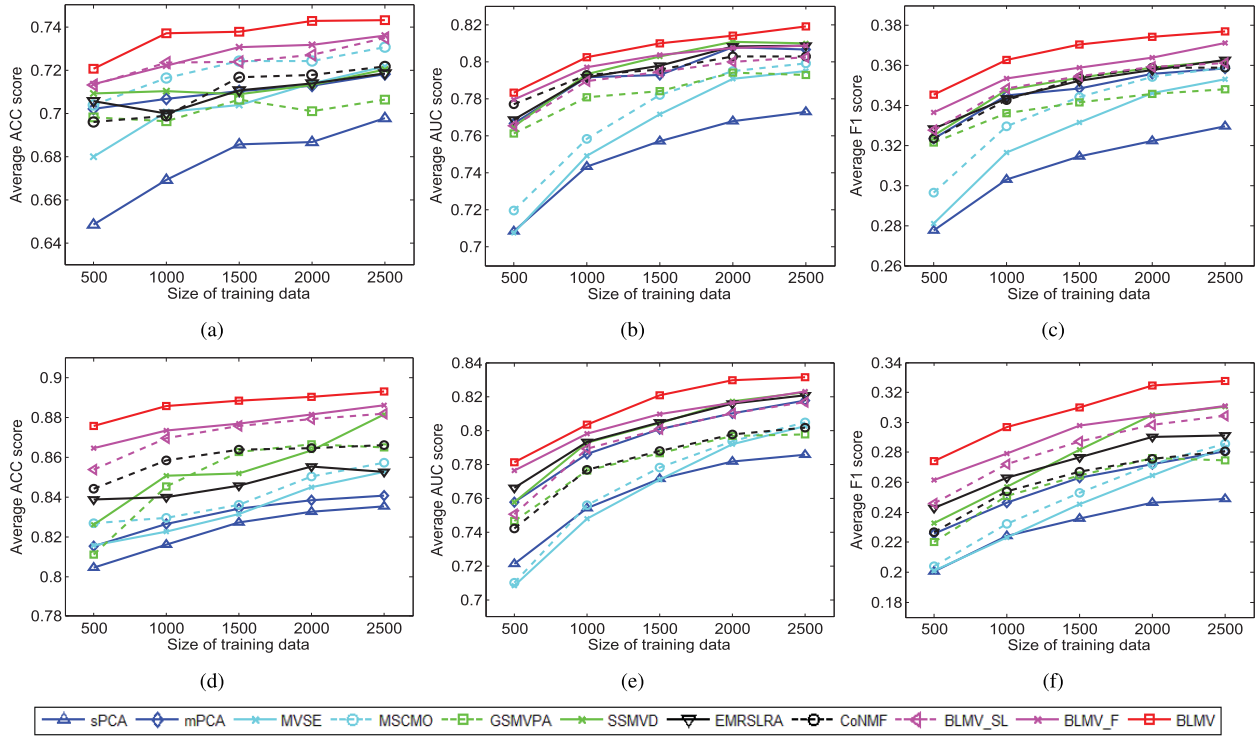 Average ACC score
0.74
0.72
0.7
0.68
0.66
0.64
500 1000 1500 2000 2500
Size of training data
(a)
Average AUC score
0.82
0.8
0.78
0.76
0.74
0.72
0.7
500 1000 1500 2000 2500
Size of training data
(b)
Average F1 score
0.4
0.38
0.36
0.34
0.32
0.3
0.28
0.26
500 1000 1500 2000 2500
Size of training data
(c)
Average ACC score
0.9
0.88
0.86
0.84
0.82
0.8
0.78
500 1000 1500 2000 2500
Size of training data
(d)
Average AUC score
0.84
0.82
0.8
0.78
0.76
0.74
0.72
0.7
500 1000 1500 2000 2500
Size of training data
(e)
Average F1 score
0.34
0.32
0.3
0.28
0.26
0.24
0.22
0.2
0.18
500 1000 1500 2000 2500
Size of training data
(f)
sPCA mPCA MVSE MSCMO GSMVPA SSMVD EMRSLRA CoNMF BLMV_SL BLMV_F BLMV